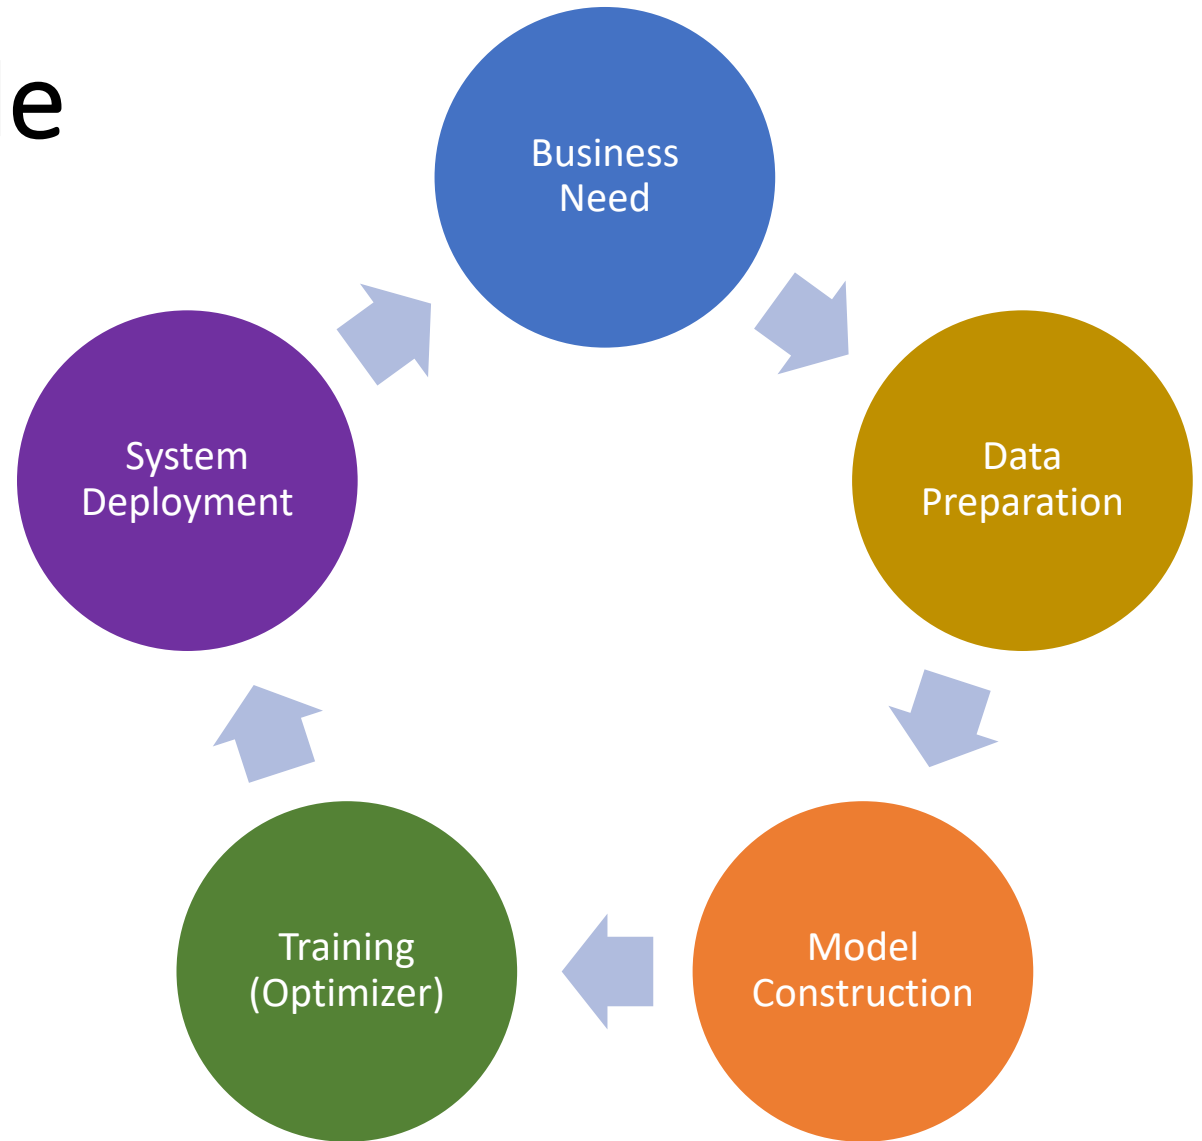 Business
Need
Data
Preparation
Model
Construction
Training
(Optimizer)
System
Deployment